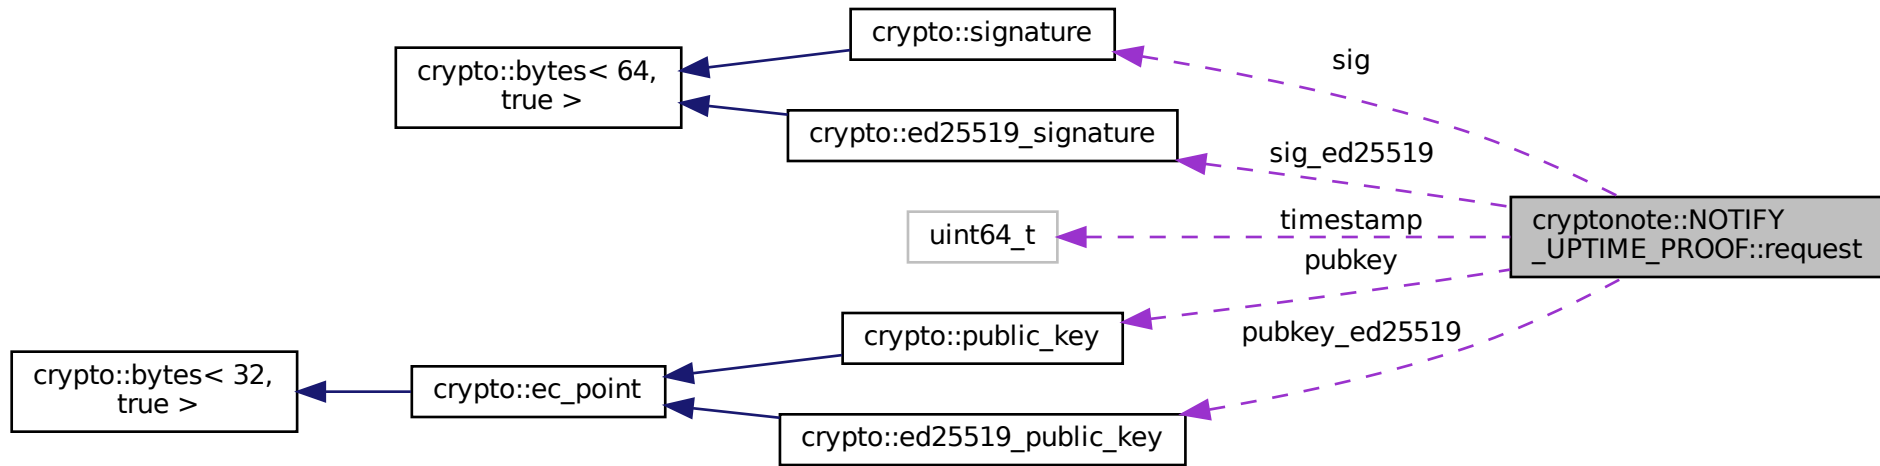 crypto::signature
sig
crypto::bytes< 64,
true >
crypto::ed25519_signature
sig_ed25519
cryptonote::NOTIFY
_UPTIME_PROOF::request
timestamp
uint64_t
pubkey
crypto::public_key
pubkey_ed25519
crypto::bytes< 32,
true >
crypto::ec_point
crypto::ed25519_public_key